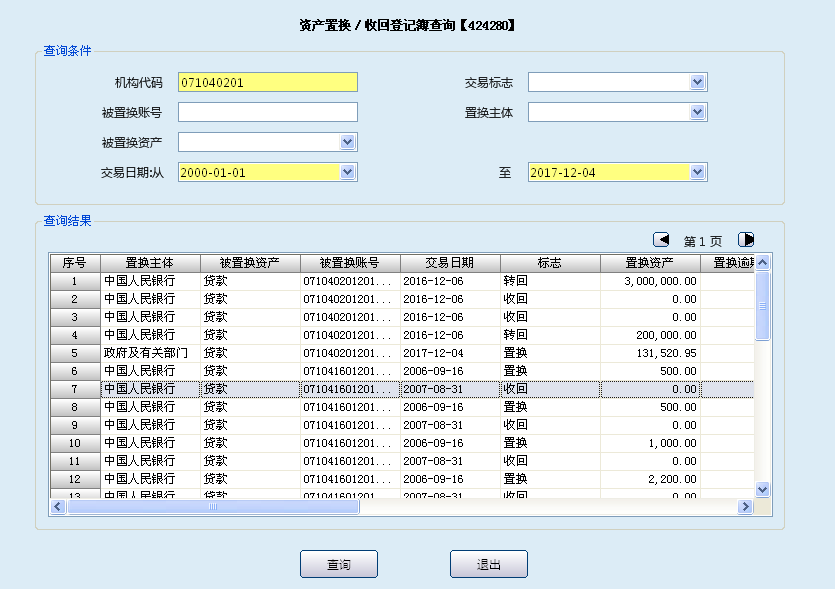 资产置换 / 收回登记簿查询【424280】
查询条件
机构代码 071040201 交易标志
被置换账号 置换主体
被置换资产
交易日期:从 2000-01-01 至 2017-12-04
查询结果
第 1 页
序号 置换主体 被置换资产 被置换账号 交易日期 标志 置换资产 置换逾期
1 中国人民银行 贷款 071040201201... 2016-12-06 转回 3,000,000.00
2 中国人民银行 贷款 071040201201... 2016-12-06 收回 0.00
3 中国人民银行 贷款 071040201201... 2016-12-06 收回 0.00
4 中国人民银行 贷款 071040201201... 2016-12-06 转回 200,000.00
5 政府及有关部门 贷款 071040201201... 2017-12-04 置换 131,520.95
6 中国人民银行 贷款 071041601201... 2006-09-16 置换 500.00
7 中国人民银行 贷款 071041601201... 2007-08-31 收回 0.00
8 中国人民银行 贷款 071041601201... 2006-09-16 置换 500.00
9 中国人民银行 贷款 071041601201... 2007-08-31 收回 0.00
10 中国人民银行 贷款 071041601201... 2006-09-16 置换 1,000.00
11 中国人民银行 贷款 071041601201... 2007-08-31 收回 0.00
12 中国人民银行 贷款 071041601201... 2006-09-16 置换 2,200.00
13 中国人民银行 贷款 071041601201... 2007-08-31 收回 0.00
查询 退出